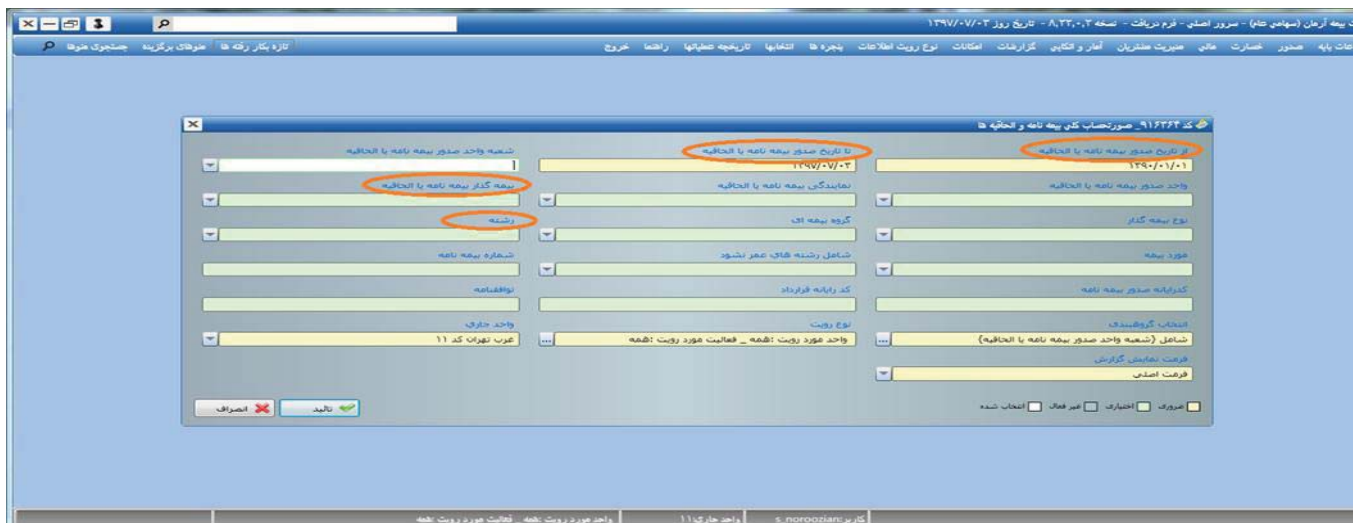 ت بیمه آرمان (سهامی عام) - سرور اصلی - فرم دریافت - نسخه ۸,۲۲,۰,۲ - تاریخ روز ۱۳۹۷/۰۷/۰۳
عات پایه صدور خسارت مالی مدیریت مشتریان آمار و اتکایی گزارشات امکانات نوع رویت اطلاعات پنجره ها انتخابها تاریخچه عملیاتها راهنما خروج تازه بکار رفته ها منوهای برگزیده جستجوی منوها
کد ۹۱۶۳۶۴_ صورتحساب کلی بیمه نامه و الحاقیه ها
از تاریخ صدور بیمه نامه یا الحاقیه تا تاریخ صدور بیمه نامه یا الحاقیه شعبه واحد صدور بیمه نامه یا الحاقیه
۱۳۹۰/۰۱/۰۱ ۱۳۹۷/۰۷/۰۳
واحد صدور بیمه نامه یا الحاقیه نمایندگی بیمه نامه یا الحاقیه بیمه گذار بیمه نامه یا الحاقیه
نوع بیمه گذار گروه بیمه ای رشته
مورد بیمه شامل رشته های عمر نشود شماره بیمه نامه
کدرایانه صدور بیمه نامه کد رایانه قرارداد توافقنامه
انتخاب گروهبندی نوع رویت واحد جاری
شامل (شعبه واحد صدور بیمه نامه یا الحاقیه) ... واحد مورد رویت :همه _ فعالیت مورد رویت :همه ... غرب تهران کد ۱۱
فرمت نمایش گزارش
فرمت اصلی
ضروری اختیاری غیر فعال انتخاب شده تائید انصراف
کاربر:s_noroozian واحد جاری:۱۱ واحد مورد رویت :همه _ فعالیت مورد رویت :همه